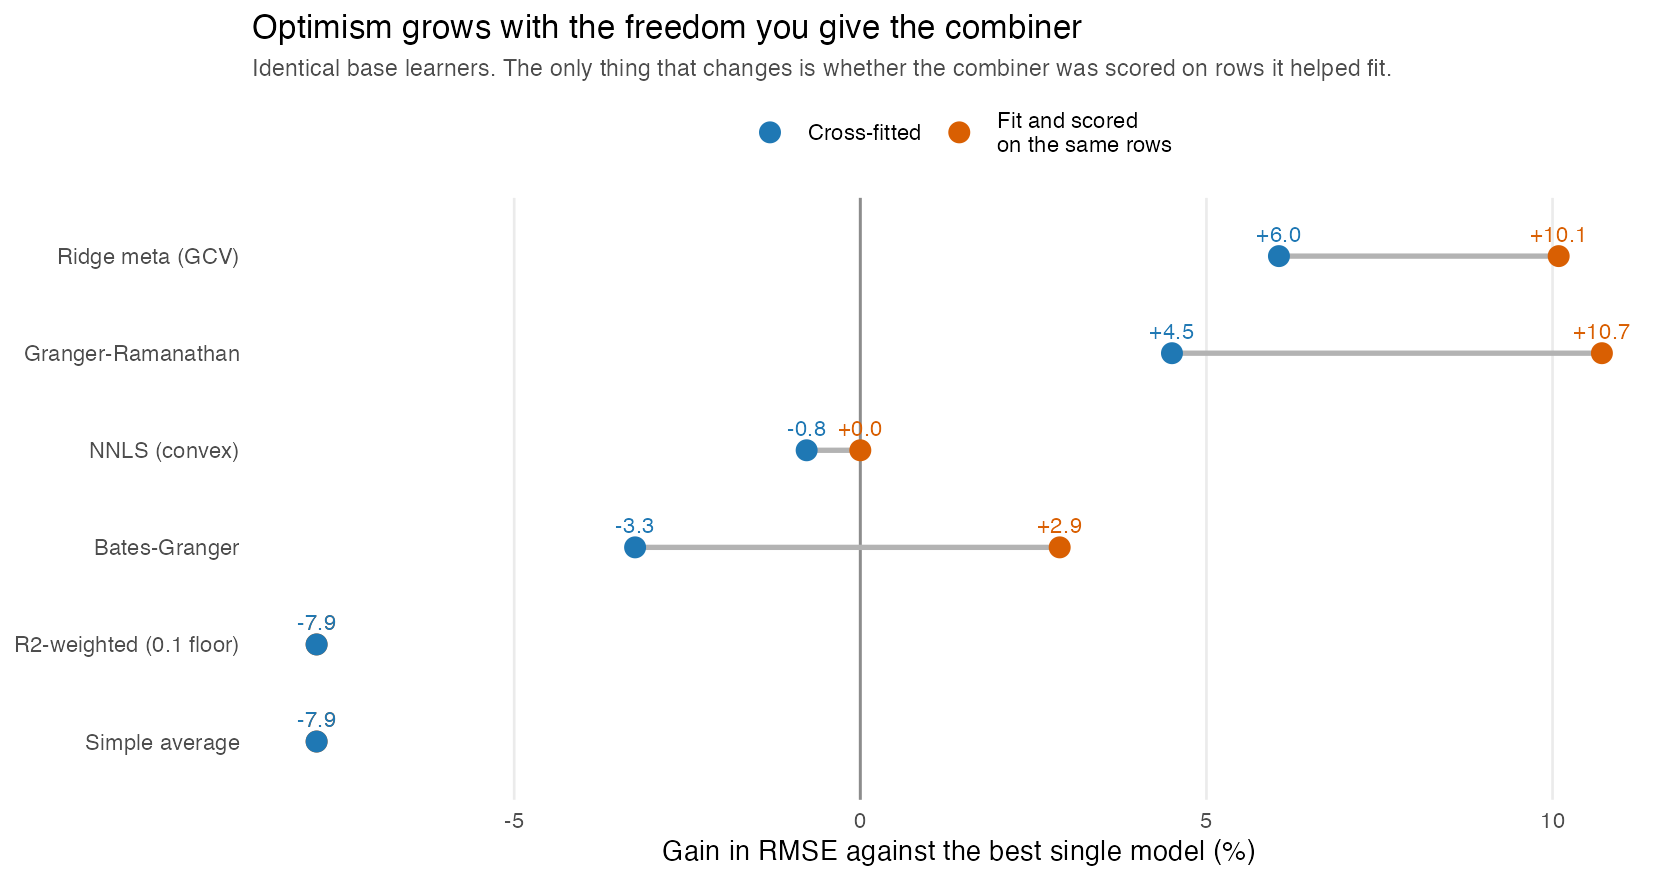 Optimism grows with the freedom you give the combiner
Identical base learners. The only thing that changes is whether the combiner was scored on rows it helped fit.
Cross-fitted
Fit and scored
on the same rows
Ridge meta (GCV)
+6.0
+10.1
Granger-Ramanathan
+4.5
+10.7
NNLS (convex)
-0.8
+0.0
Bates-Granger
-3.3
+2.9
R2-weighted (0.1 floor)
-7.9
Simple average
-7.9
-5
0
5
10
Gain in RMSE against the best single model (%)